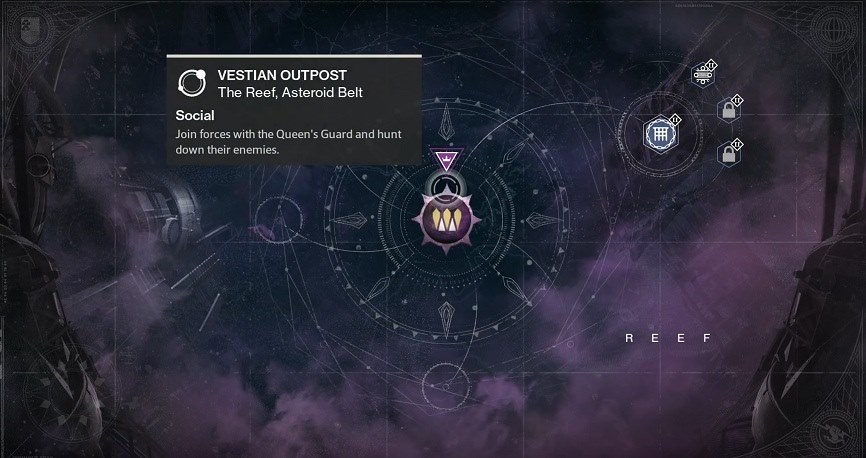 VESTIAN OUTPOST
The Reef, Asteroid Belt
Social
Join forces with the Queen's Guard and hunt
down their enemies.
REEF